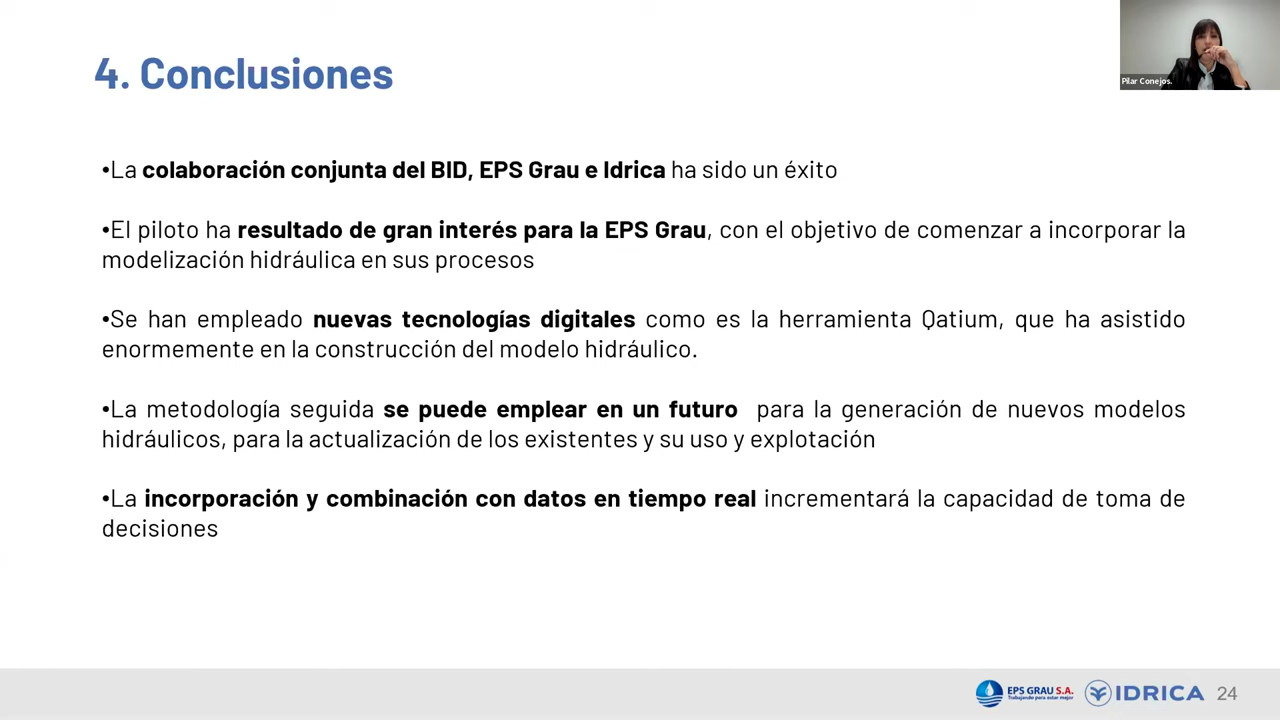 4. Conclusiones
Pilar Conejos.
•La colaboración conjunta del BID, EPS Grau e Idrica ha sido un éxito
•El piloto ha resultado de gran interés para la EPS Grau, con el objetivo de comenzar a incorporar la
modelización hidráulica en sus procesos
•Se han empleado nuevas tecnologías digitales como es la herramienta Qatium, que ha asistido
enormemente en la construcción del modelo hidráulico.
•La metodología seguida se puede emplear en un futuro para la generación de nuevos modelos
hidráulicos, para la actualización de los existentes y su uso y explotación
•La incorporación y combinación con datos en tiempo real incrementará la capacidad de toma de
decisiones
EPS GRAU S.A.
Trabajando para estar mejor
IDRICA
24